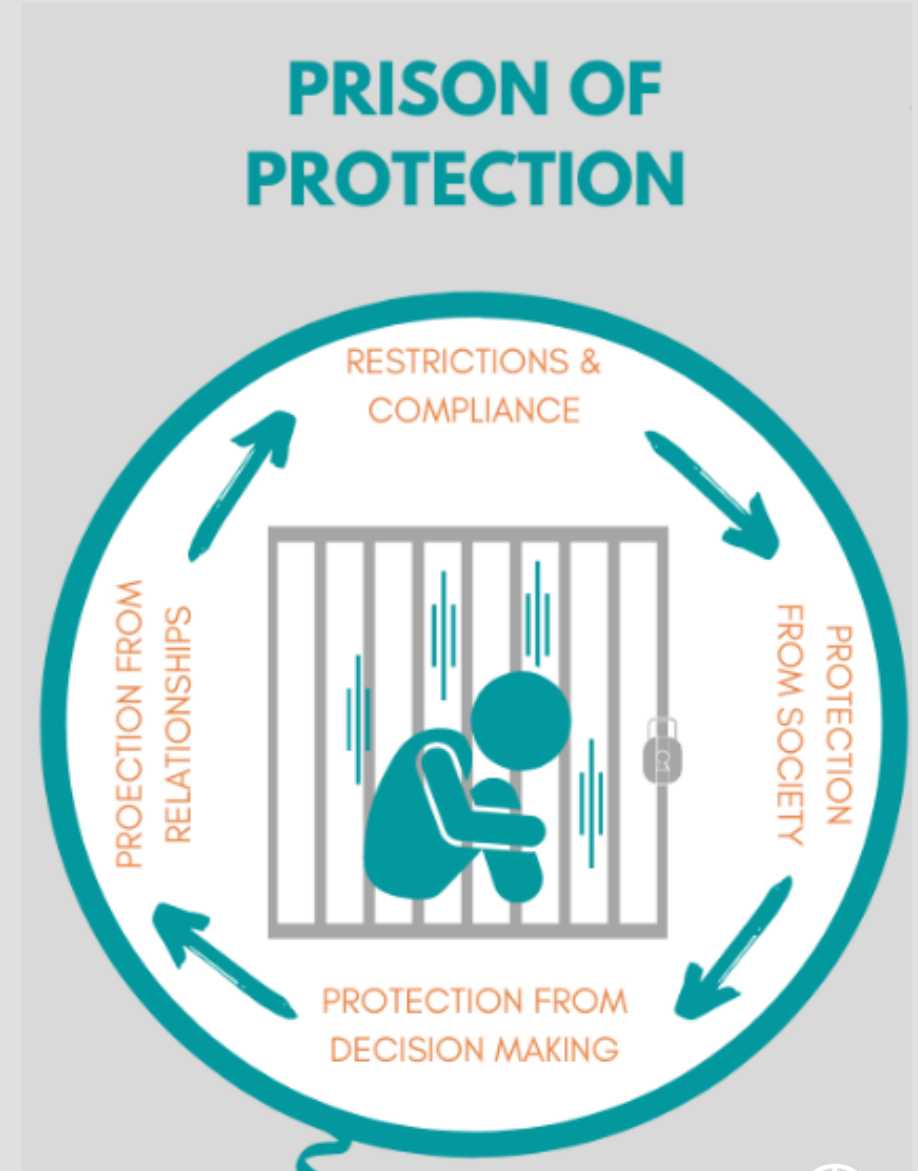 PRISON OF
PROTECTION
RESTRICTIONS &
COMPLIANCE
PROTECTION
FROM SOCIETY
PROTECTION FROM
DECISION MAKING
PROECTION FROM
RELATIONSHIPS